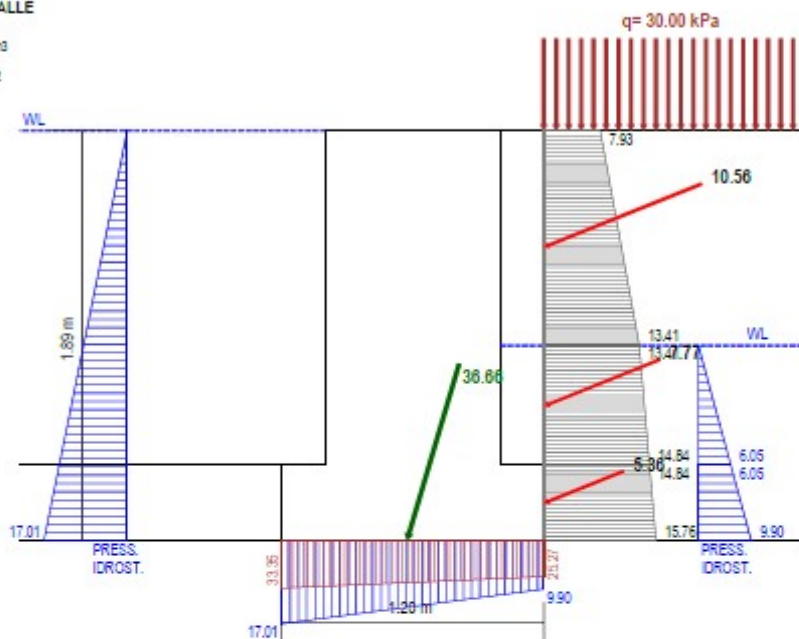 ALLE
q= 30.00 kPa
WL
7.93
10.56
1.89 m
13.41
WL
7.77
36.66
14.84
6.05
5.36
14.84
6.05
17.01
15.76
9.90
PRESS.
IDROST.
PRESS.
IDROST.
33.35
25.27
1.20 m
9.90
17.01